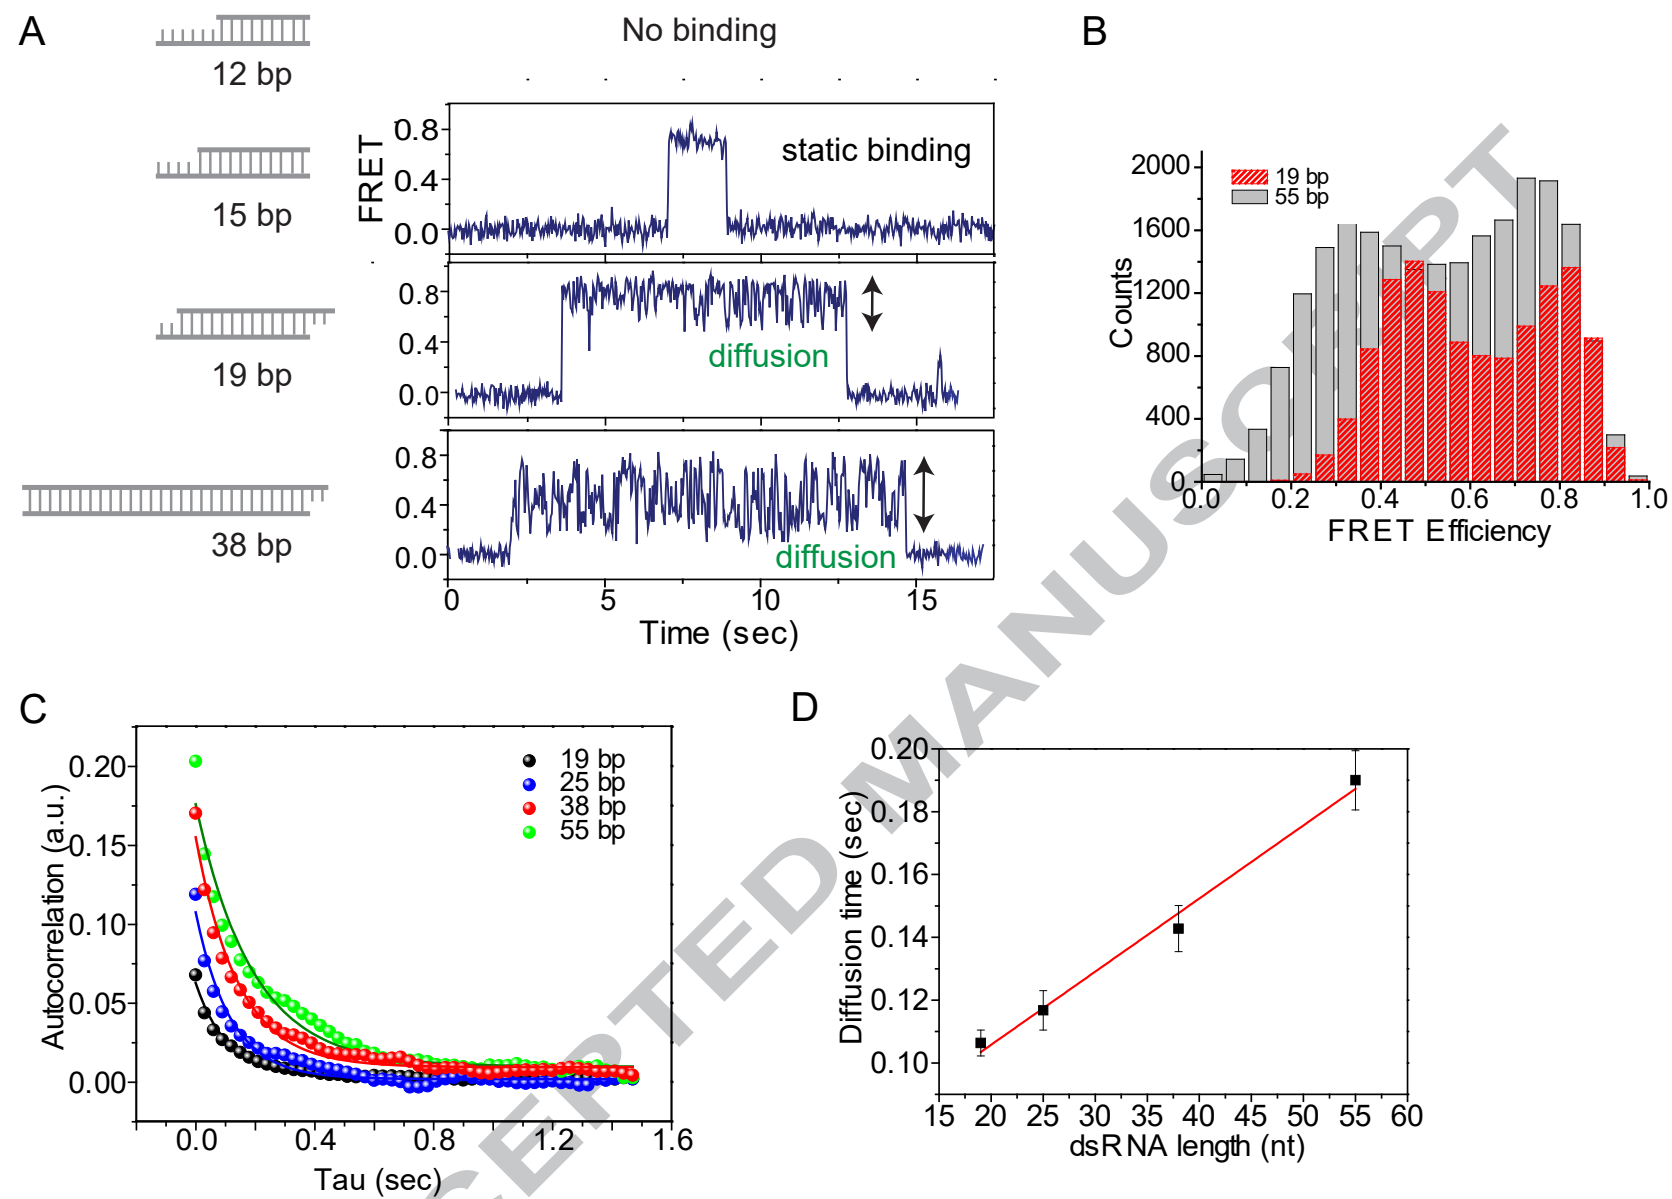 A
12 bp
15 bp
19 bp
38 bp
No binding
FRET
0.8
0.4
0.0
static binding
0.8
0.4
0.0
diffusion
0.8
0.4
0.0
diffusion
0 5 10 15
Time (sec)
B
2000
1600
1200
800
400
0
Counts
19 bp
55 bp
0.0 0.2 0.4 0.6 0.8 1.0
FRET Efficiency
C
0.20
0.15
0.10
0.05
0.00
Autocorrelation (a.u.)
19 bp
25 bp
38 bp
55 bp
0.0 0.4 0.8 1.2 1.6
Tau (sec)
D
0.20
0.18
0.16
0.14
0.12
0.10
Diffusion time (sec)
15 20 25 30 35 40 45 50 55 60
dsRNA length (nt)
CEPTED MANUSCRIPT